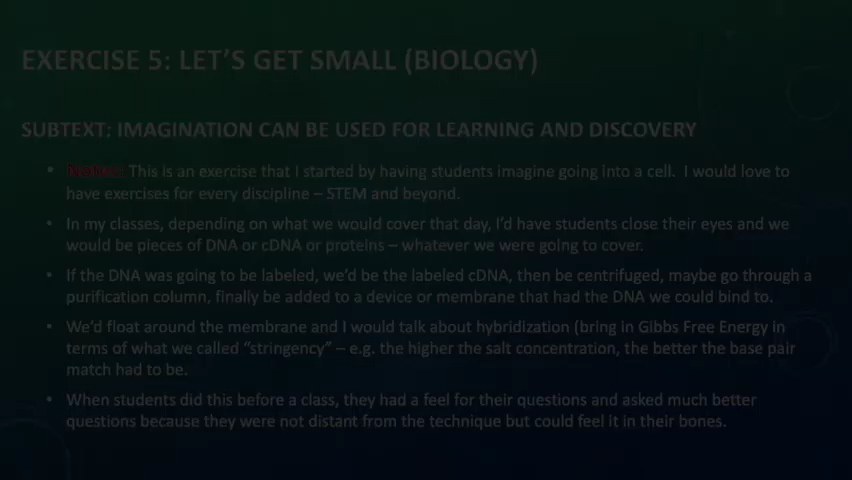 EXERCISE 5: LET'S GET SMALL (BIOLOGY)
SUBTEXT: IMAGINATION CAN BE USED FOR LEARNING AND DISCOVERY
• This is an exercise that I started by having students imagine going into a cell. I would love to
have exercises for every discipline – STEM and beyond.
• In my classes, depending on what we would cover that day, I'd have students close their eyes and we
would be pieces of DNA or cDNA or proteins – whatever we were going to cover.
• If the DNA was going to be labeled, we'd be the labeled cDNA, then be centrifuged, maybe go through a
purification column, finally be added to a device or membrane that had the DNA we could bind to.
• We'd float around the membrane and I would talk about hybridization (bring in Gibbs Free Energy in
terms of what we called "stringency" – e.g. the higher the salt concentration, the better the base pair
match had to be.
• When students did this before a class, they had a feel for their questions and asked much better
questions because they were not distant from the technique but could feel it in their bones.